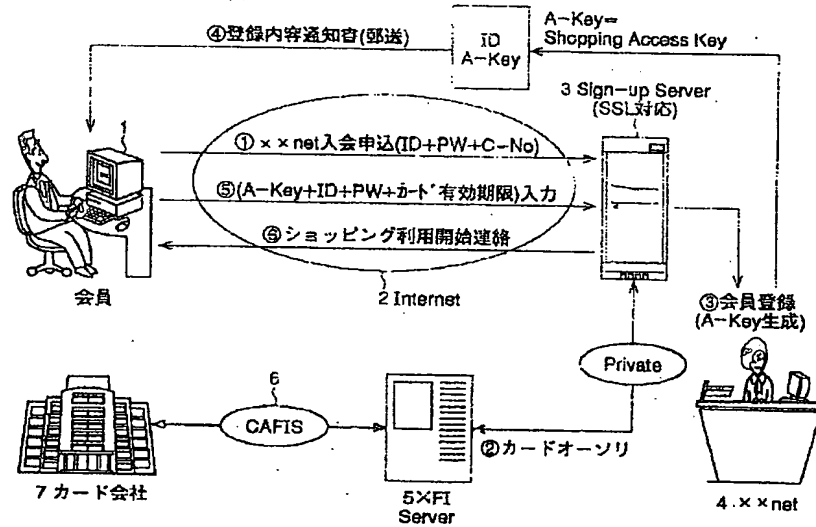 ④登録内容通知書(郵送)
ID
A-Key
A-Key=
Shopping Access Key
3 Sign-up Server
(SSL対応)
1
①××net入会申込(ID+PW+C-No)
⑤(A-Key+ID+PW+カード有効期限)入力
⑥ショッピング利用開始連絡
会員
2 Internet
③会員登録
(A-Key生成)
Private
6
CAFIS
②カードオーソリ
7 カード会社
5×FI
Server
4.××net